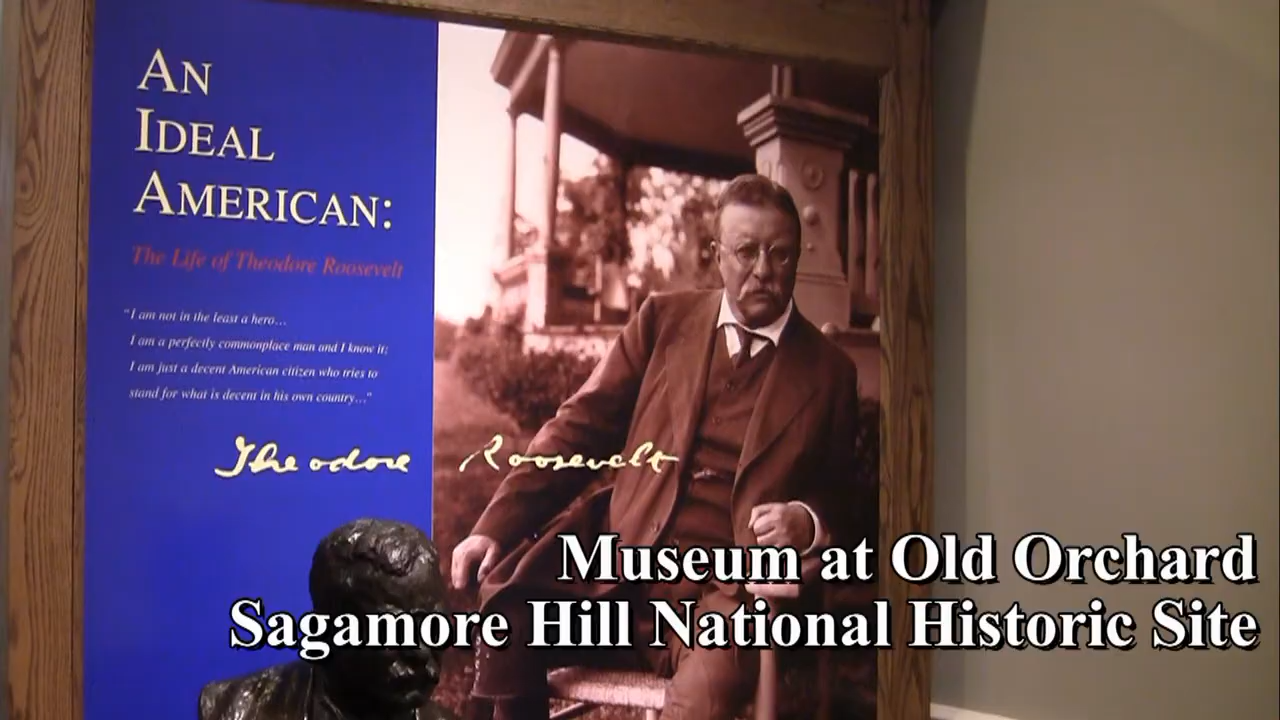 AN
IDEAL
AMERICAN:
The Life of Theodore Roosevelt
"I am not in the least a hero...
I am a perfectly commonplace man and I know it;
I am just a decent American citizen who tries to
stand for what is decent in his own country..."
Theodore Roosevelt
Museum at Old Orchard
Sagamore Hill National Historic Site